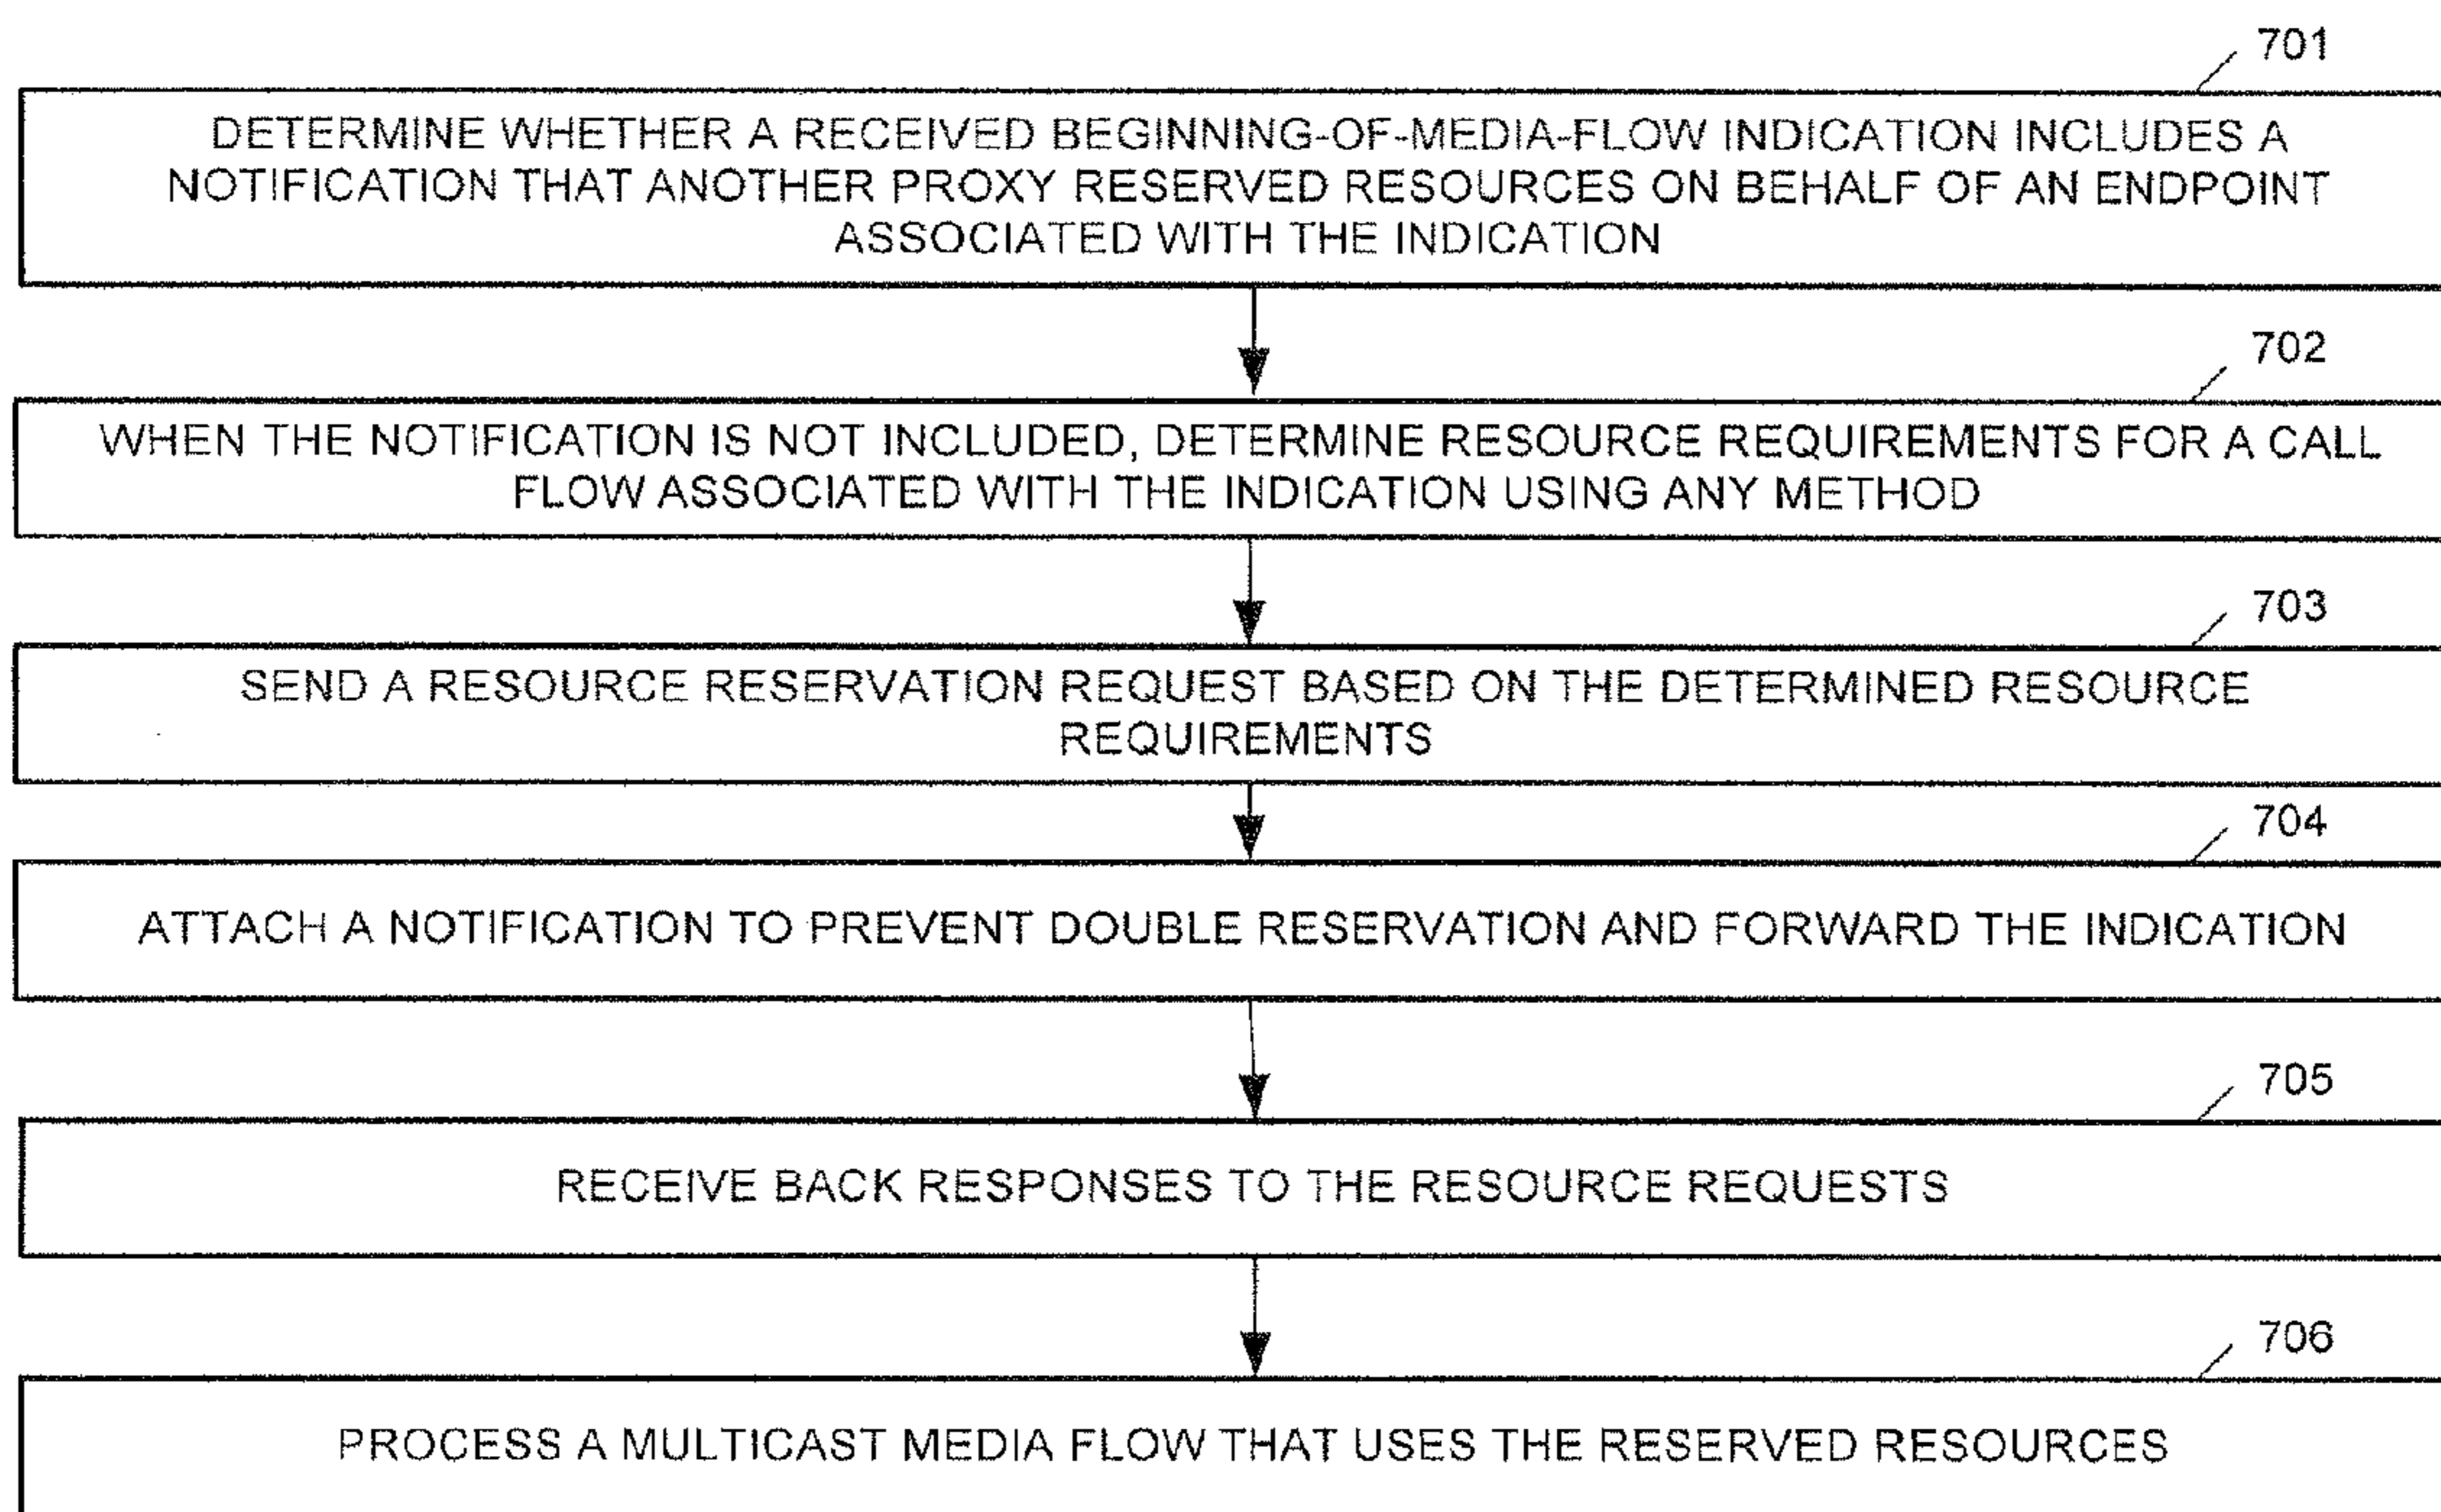 701
DETERMINE WHETHER A RECEIVED BEGINNING-OF-MEDIA-FLOW INDICATION INCLUDES A
NOTIFICATION THAT ANOTHER PROXY RESERVED RESOURCES ON BEHALF OF AN ENDPOINT
ASSOCIATED WITH THE INDICATION
702
WHEN THE NOTIFICATION IS NOT INCLUDED, DETERMINE RESOURCE REQUIREMENTS FOR A CALL
FLOW ASSOCIATED WITH THE INDICATION USING ANY METHOD
703
SEND A RESOURCE RESERVATION REQUEST BASED ON THE DETERMINED RESOURCE
REQUIREMENTS
704
ATTACH A NOTIFICATION TO PREVENT DOUBLE RESERVATION AND FORWARD THE INDICATION
705
RECEIVE BACK RESPONSES TO THE RESOURCE REQUESTS
706
PROCESS A MULTICAST MEDIA FLOW THAT USES THE RESERVED RESOURCES